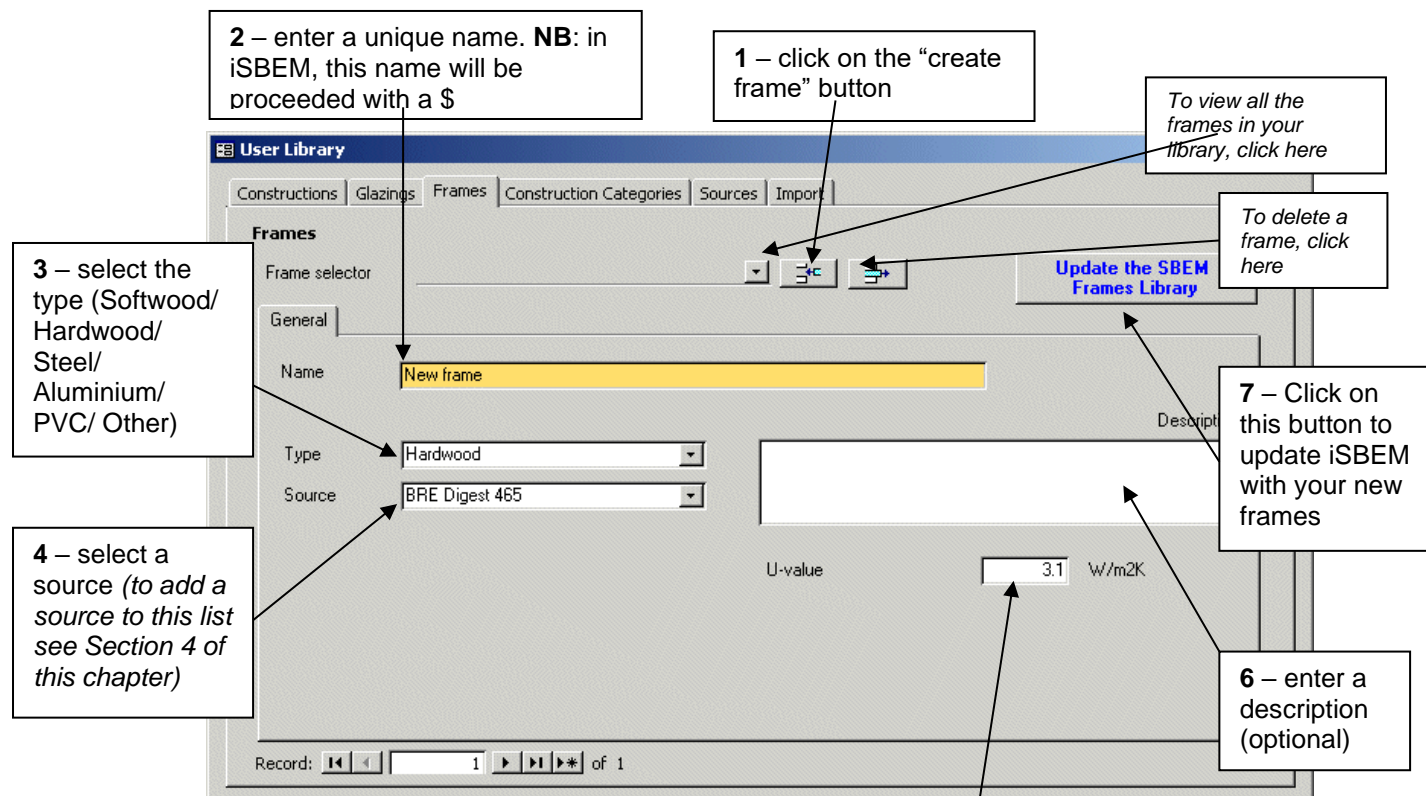 2 – enter a unique name. NB: in
iSBEM, this name will be
proceeded with a $
1 – click on the “create
frame” button
To view all the
frames in your
library, click here
User Library
Constructions Glazings Frames Construction Categories Sources Import
Frames
To delete a
frame, click
here
3 – select the
type (Softwood/
Hardwood/
Steel/
Aluminium/
PVC/ Other)
Frame selector
Update the SBEM
Frames Library
General
Name New frame
7 – Click on
this button to
update iSBEM
with your new
frames
Type Hardwood
Source BRE Digest 465
4 – select a
source (to add a
source to this list
see Section 4 of
this chapter)
U-value 3.1 W/m2K
6 – enter a
description
(optional)
Record: 1 of 1